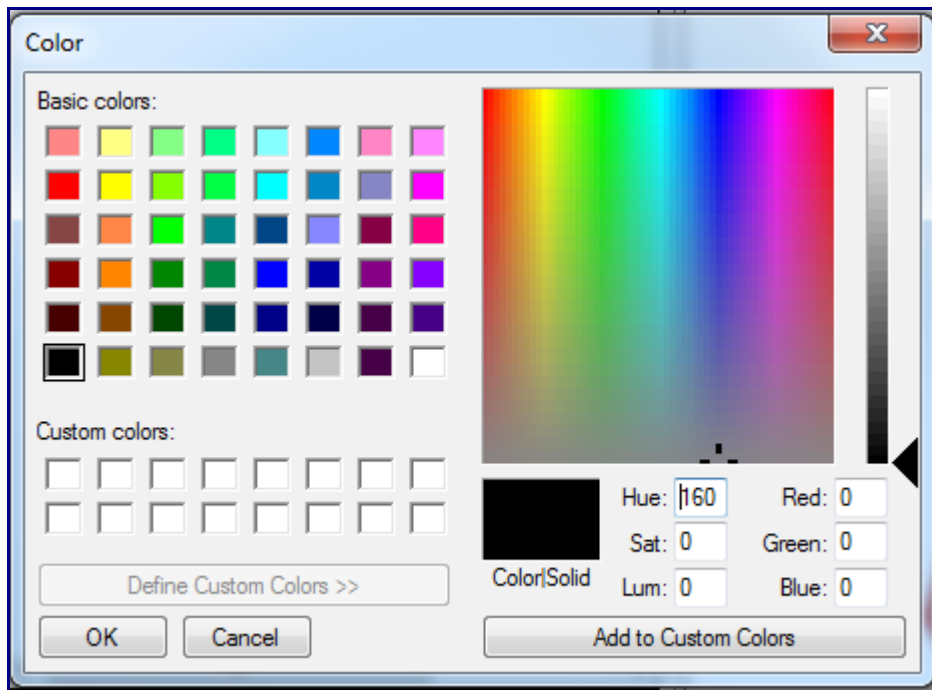 Color
Basic colors:
Custom colors:
Define Custom Colors >>
OK Cancel
Color|Solid
Hue: 160 Red: 0
Sat: 0 Green: 0
Lum: 0 Blue: 0
Add to Custom Colors